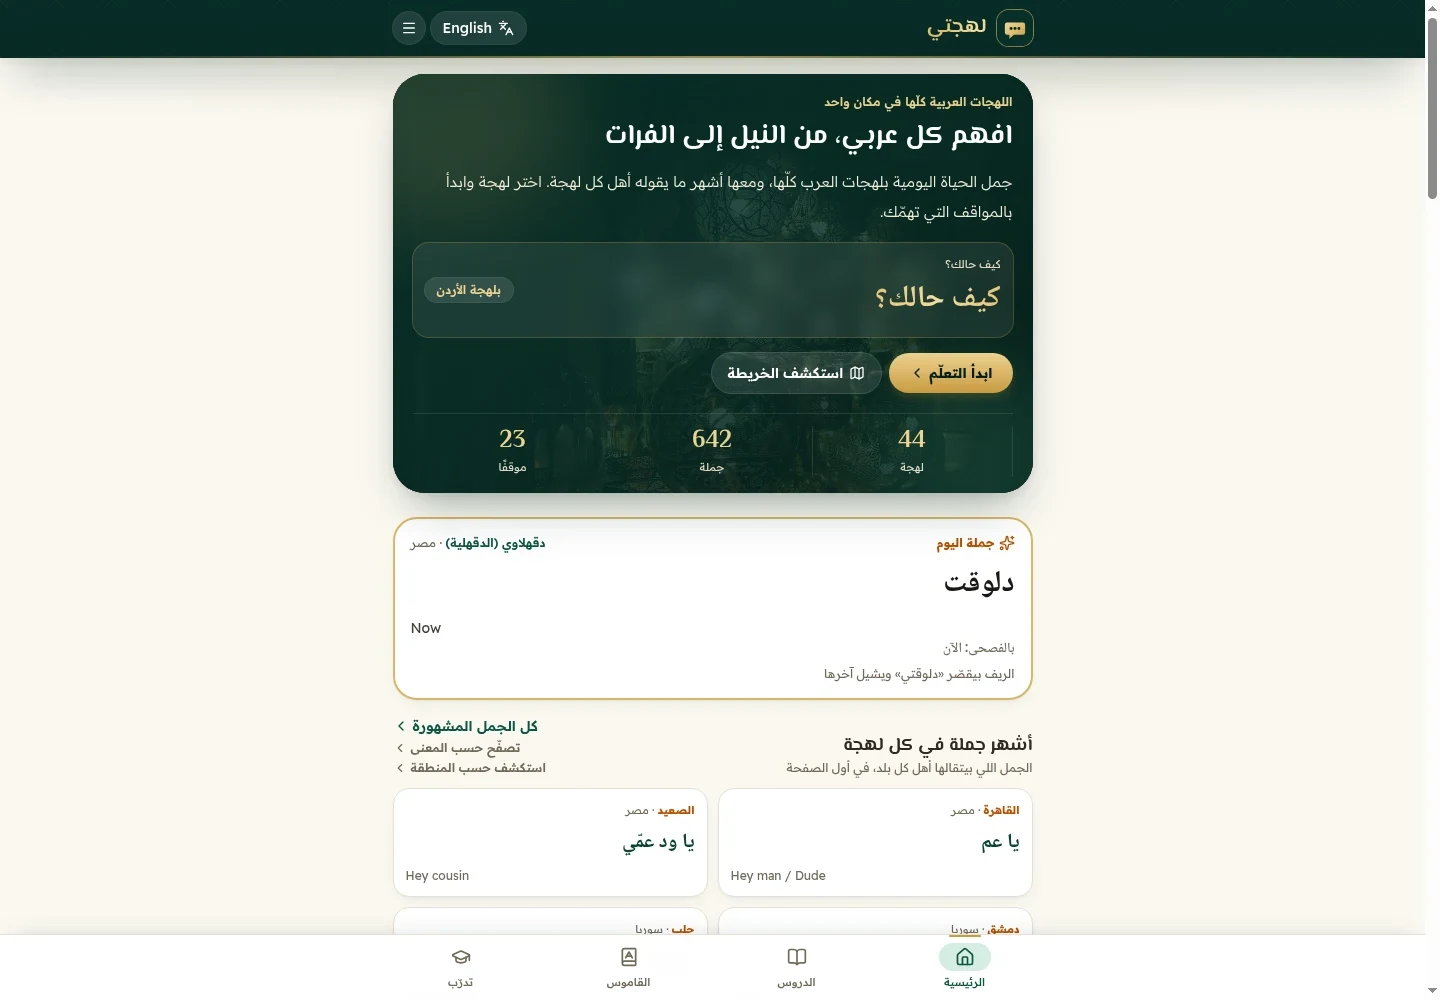 لهجتي
English
اللهجات العربية كلّها في مكان واحد
افهم كل عربي، من النيل إلى الفرات
جمل الحياة اليومية بلهجات العرب كلّها، ومعها أشهر ما يقوله أهل كل لهجة. اختر لهجة وابدأ
بالمواقف التي تهمّك.
كيف حالك؟
كيف حالك؟
بلهجة الأردن
ابدأ التعلّم
استكشف الخريطة
44
لهجة
642
جملة
23
موقفًا
جملة اليوم
دقهلاوي (الدقهلية) · مصر
دلوقت
Now
بالفصحى: الآن
الريف بيقصّر «دلوقتي» ويشيل آخرها
أشهر جملة في كل لهجة
الجمل اللي بيتقالها أهل كل بلد، في أول الصفحة
كل الجمل المشهورة
تصفّح حسب المعنى
استكشف حسب المنطقة
القاهرة · مصر
يا عم
Hey man / Dude
الصعيد · مصر
يا ود عمّي
Hey cousin
دمشق · سوريا
حلب · سوريا
الرئيسية
الدروس
القاموس
تدرّب